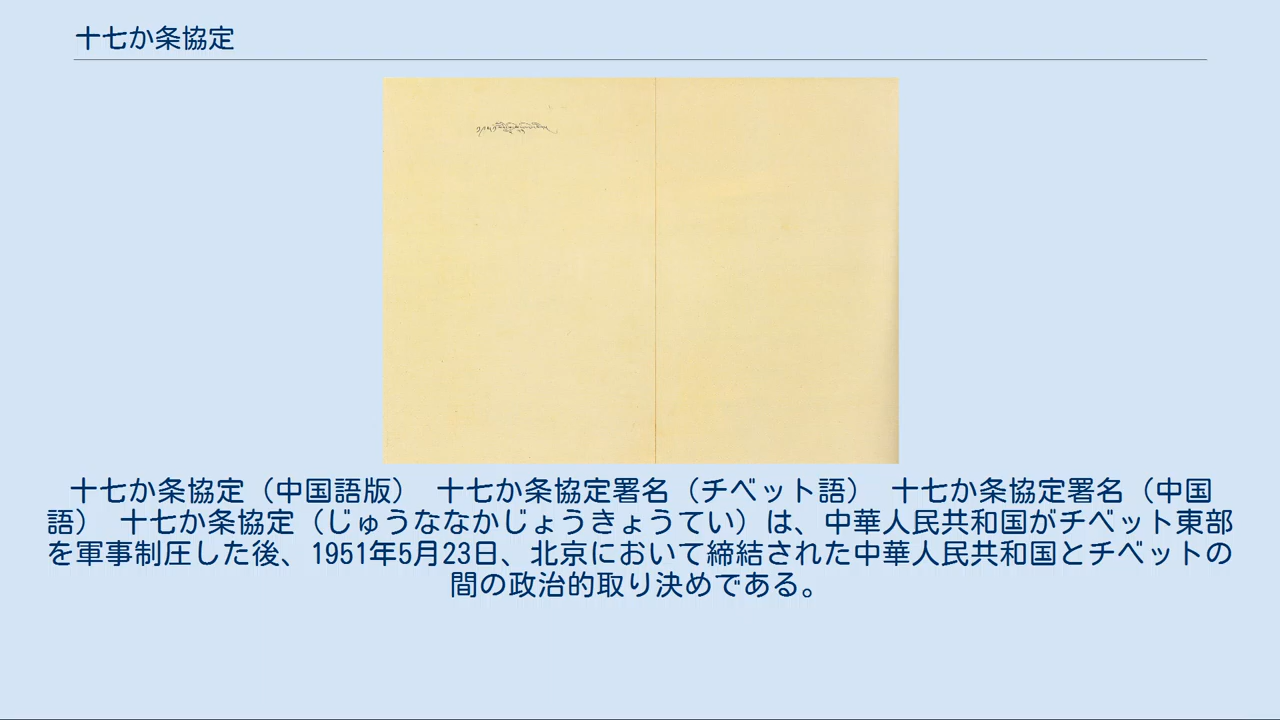 十七か条協定
十七か条協定（中国語版） 十七か条協定署名（チベット語） 十七か条協定署名（中国
語） 十七か条協定（じゅうななかじょうきょうてい）は、中華人民共和国がチベット東部
を軍事制圧した後、1951年5月23日、北京において締結された中華人民共和国とチベットの
間の政治的取り決めである。